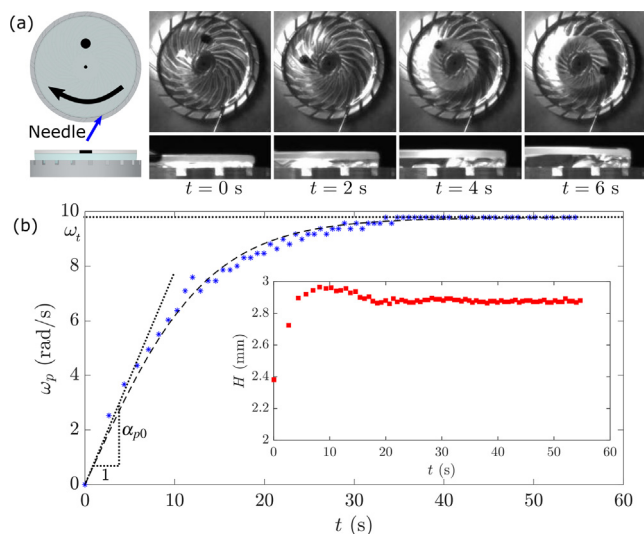 (a)
Needle
t = 0 s
t = 2 s
t = 4 s
t = 6 s
(b)
10
ω_t
8
6
4
2
0
ω_p (rad/s)
α_{p0}
1
0
10
20
30
40
50
60
t (s)
3
2.8
2.6
2.4
2.2
2
H (mm)
0
10
20
30
40
50
60
t (s)